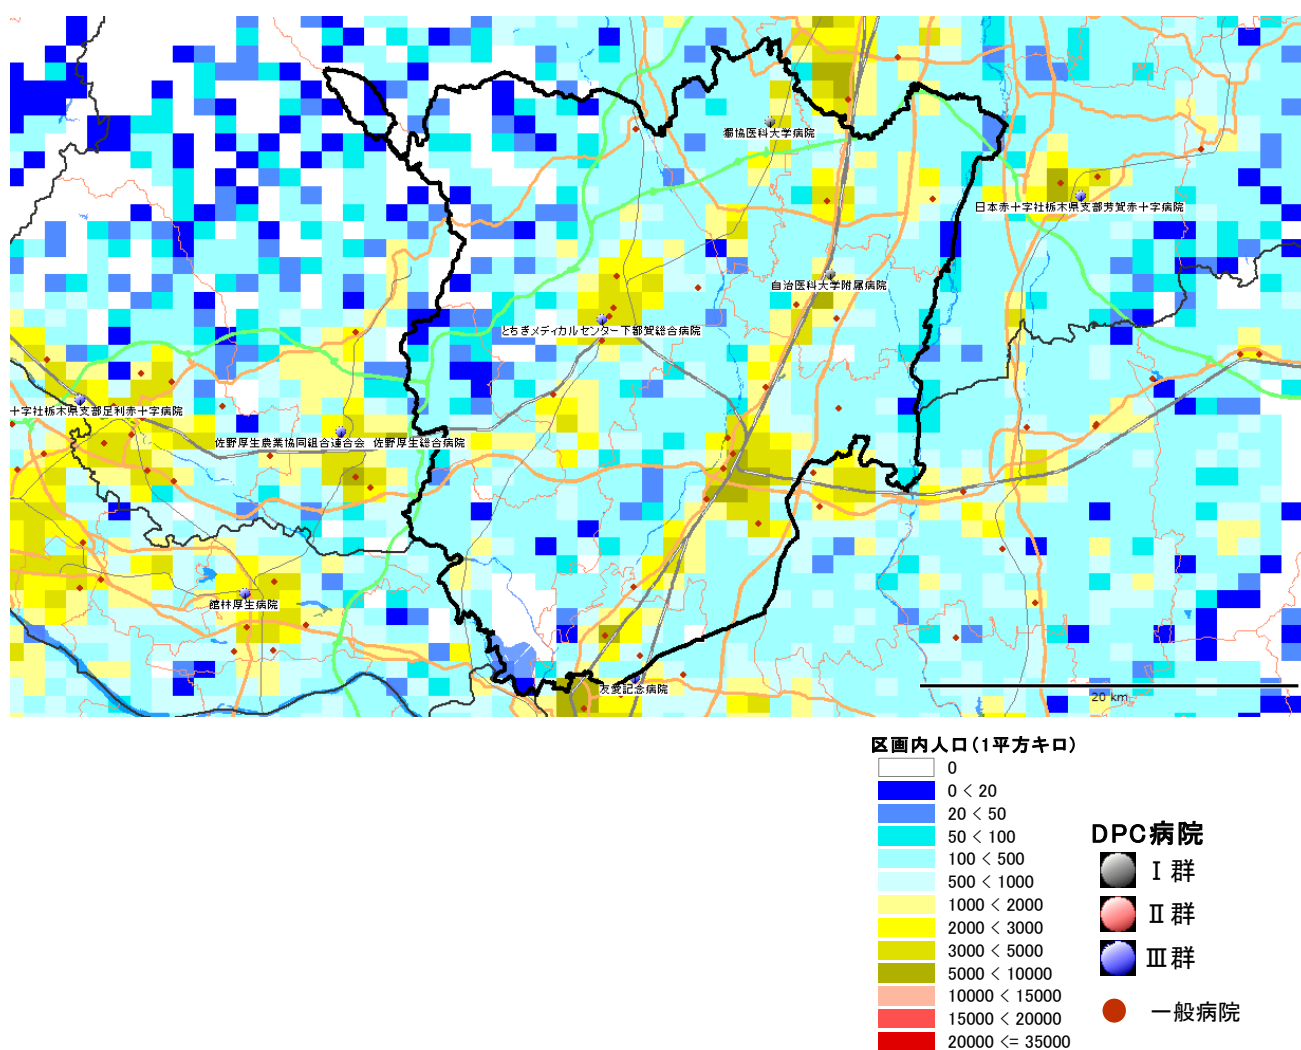 獨協医科大学病院
日本赤十字社栃木県支部芳賀赤十字病院
自治医科大学附属病院
とちぎメディカルセンター下都賀総合病院
十字社栃木県支部足利赤十字病院
佐野厚生農業協同組合連合会 佐野厚生総合病院
館林厚生病院
友愛記念病院
20 km
区画内人口(1平方キロ)
0
0 < 20
20 < 50
50 < 100
100 < 500
500 < 1000
1000 < 2000
2000 < 3000
3000 < 5000
5000 < 10000
10000 < 15000
15000 < 20000
20000 <= 35000
DPC病院
Ⅰ群
Ⅱ群
Ⅲ群
一般病院